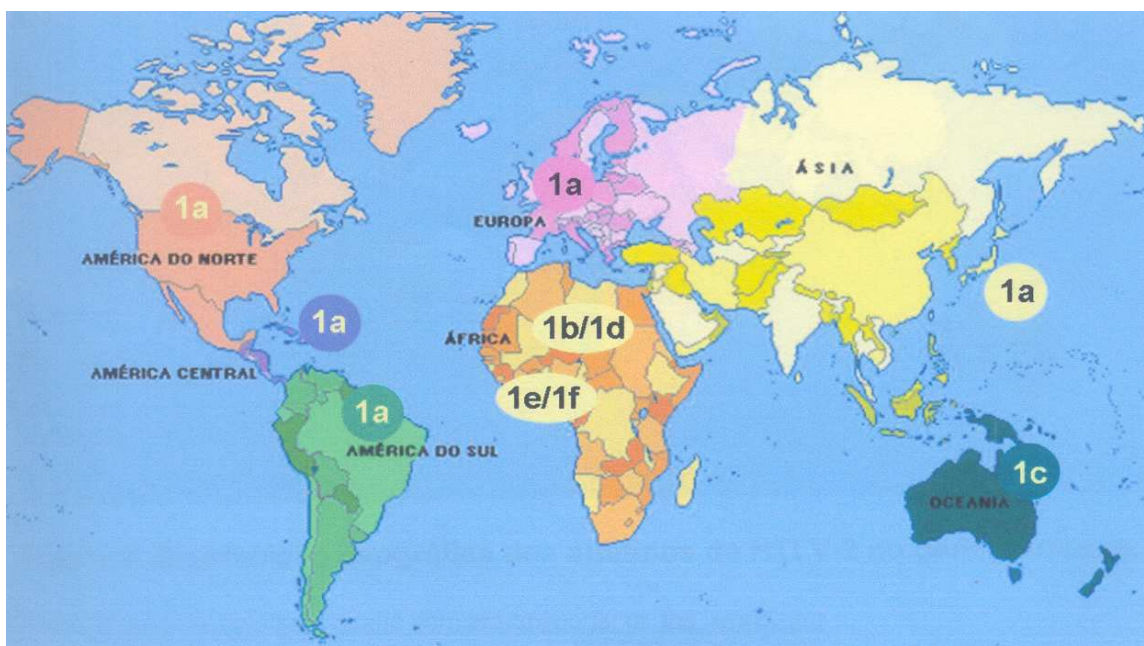 ÁSIA
1a
EUROPA
1a
AMÉRICA DO NORTE
1a
1a
1b/1d
ÁFRICA
AMÉRICA CENTRAL
1e/1f
1a
AMÉRICA DO SUL
1c
OCEANIA